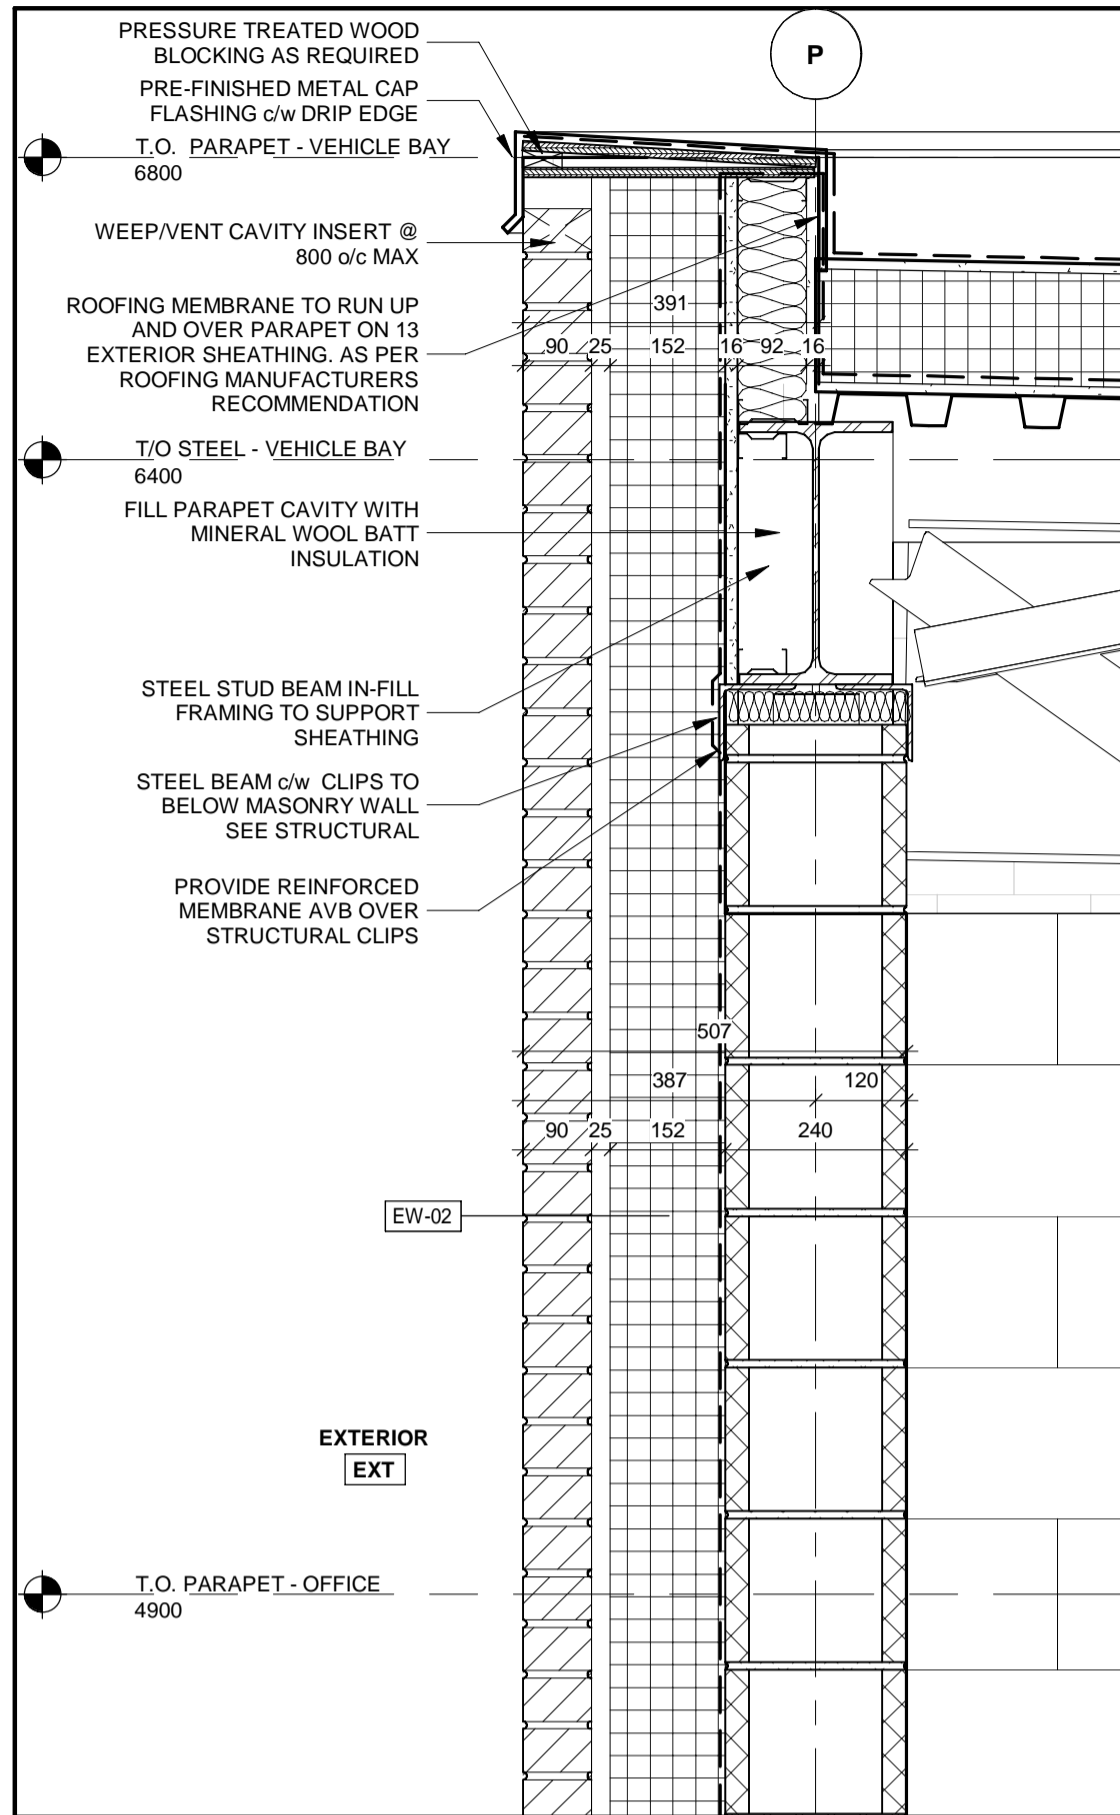 PRESSURE TREATED WOOD
BLOCKING AS REQUIRED
P
PRE-FINISHED METAL CAP
FLASHING c/w DRIP EDGE
T.O. PARAPET - VEHICLE BAY
6800
WEEP/VENT CAVITY INSERT @
800 o/c MAX
ROOFING MEMBRANE TO RUN UP
AND OVER PARAPET ON 13
EXTERIOR SHEATHING. AS PER
ROOFING MANUFACTURERS
RECOMMENDATION
391
90 25 152 16 92 16
T/O STEEL - VEHICLE BAY
6400
FILL PARAPET CAVITY WITH
MINERAL WOOL BATT
INSULATION
STEEL STUD BEAM IN-FILL
FRAMING TO SUPPORT
SHEATHING
STEEL BEAM c/w CLIPS TO
BELOW MASONRY WALL
SEE STRUCTURAL
PROVIDE REINFORCED
MEMBRANE AVB OVER
STRUCTURAL CLIPS
507
387 120
90 25 152 240
EW-02
EXTERIOR
EXT
T.O. PARAPET - OFFICE
4900